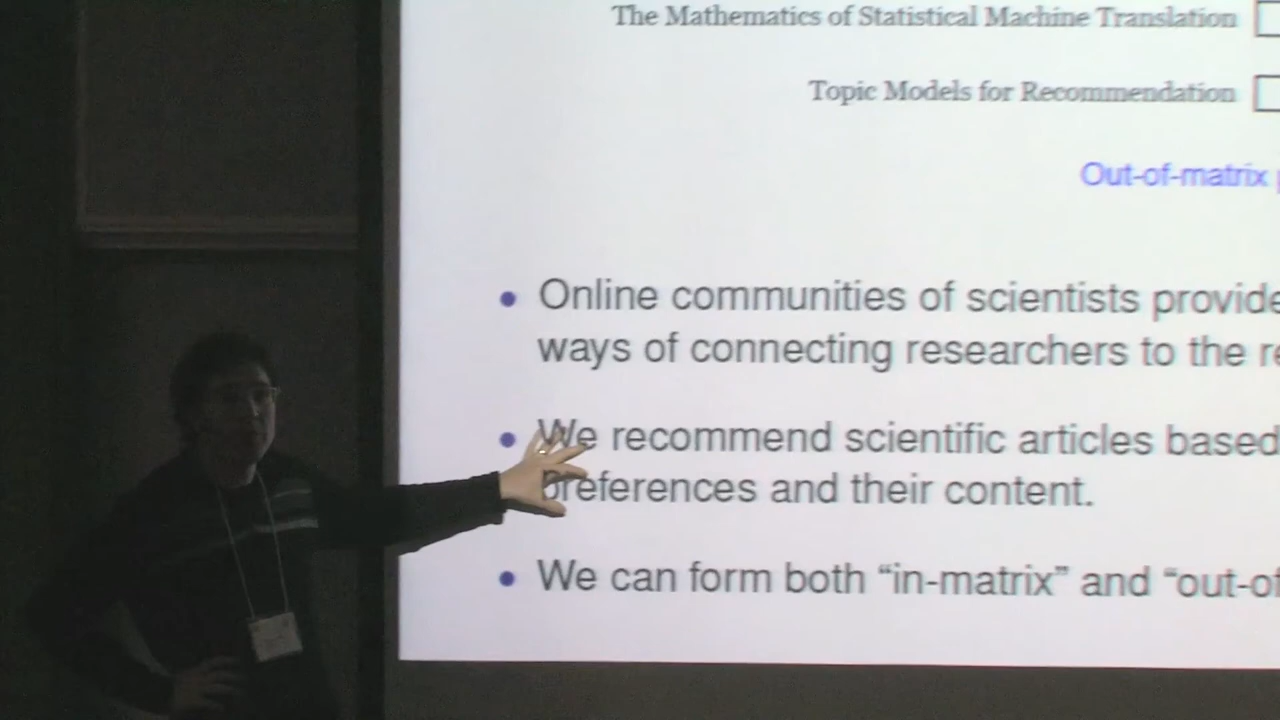 The Mathematics of Statistical Machine Translation
Topic Models for Recommendation
Out-of-matrix
Online communities of scientists provide
ways of connecting researchers to the
We recommend scientific articles based
preferences and their content.
We can form both “in-matrix” and “out-of